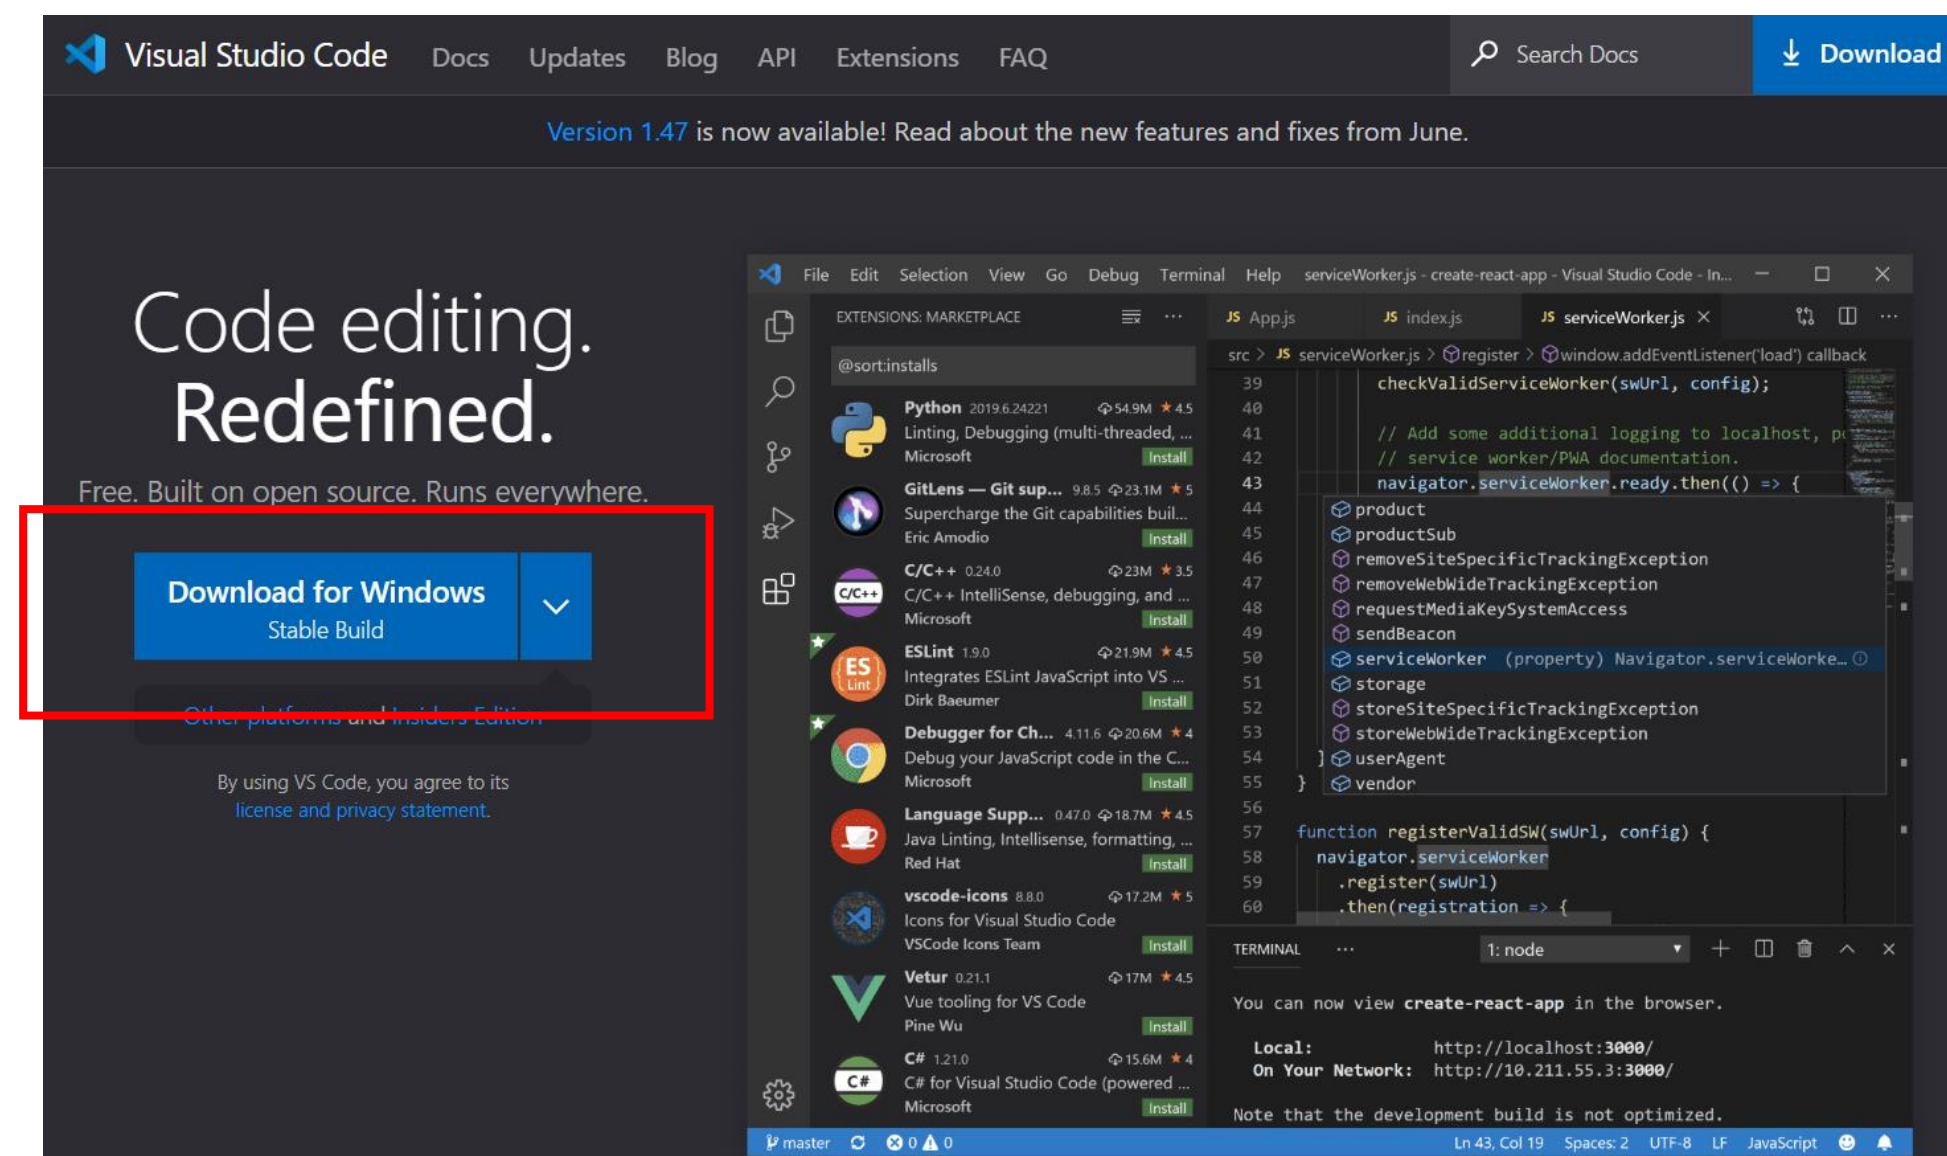 Visual Studio Code Docs Updates Blog API Extensions FAQ Search Docs Download
Version 1.47 is now available! Read about the new features and fixes from June.
Code editing.
Redefined.
Free. Built on open source. Runs everywhere.
Download for Windows
Stable Build
Other platforms and Insiders Edition
By using VS Code, you agree to its
license and privacy statement.
File Edit Selection View Go Debug Terminal Help serviceWorker.js - create-react-app - Visual Studio Code - In...
EXTENSIONS: MARKETPLACE ...
@sort:installs
Python 2019.6.24221 54.9M ★ 4.5
Linting, Debugging (multi-threaded, ...
Microsoft Install
GitLens — Git sup... 9.8.5 23.1M ★ 5
Supercharge the Git capabilities buil...
Eric Amodio Install
C/C++
C/C++ 0.24.0 23M ★ 3.5
C/C++ IntelliSense, debugging, and ...
Microsoft Install
ES
Lint
ESLint 1.9.0 21.9M ★ 4.5
Integrates ESLint JavaScript into VS ...
Dirk Baeumer Install
Debugger for Ch... 4.11.6 20.6M ★ 4
Debug your JavaScript code in the C...
Microsoft Install
Language Supp... 0.47.0 18.7M ★ 4.5
Java Linting, Intellisense, formatting, ...
Red Hat Install
vscode-icons 8.8.0 17.2M ★ 5
Icons for Visual Studio Code
VSCode Icons Team Install
Vetur 0.21.1 17M ★ 4.5
Vue tooling for VS Code
Pine Wu Install
C#
C# 1.21.0 15.6M ★ 4
C# for Visual Studio Code (powered ...
Microsoft Install
JS App.js JS index.js JS serviceWorker.js ...
src > JS serviceWorker.js > register > window.addEventListener('load') callback
39 checkValidServiceWorker(swUrl, config);
40
41 // Add some additional logging to localhost, p
42 // service worker/PWA documentation.
43 navigator.serviceWorker.ready.then(() => {
44 product
45 productSub
46 removeSiteSpecificTrackingException
47 removeWebWideTrackingException
48 requestMediaKeySystemAccess
49 sendBeacon
50 serviceWorker (property) Navigator.serviceWorke...
51 storage
52 storeSiteSpecificTrackingException
53 storeWebWideTrackingException
54 } userAgent
55 } vendor
56
57 function registerValidSW(swUrl, config) {
58 navigator.serviceWorker
59 .register(swUrl)
60 .then(registration => {
TERMINAL ... 1: node
You can now view create-react-app in the browser.
Local: http://localhost:3000/
On Your Network: http://10.211.55.3:3000/
Note that the development build is not optimized.
master 0 0 Ln 43, Col 19 Spaces: 2 UTF-8 LF JavaScript